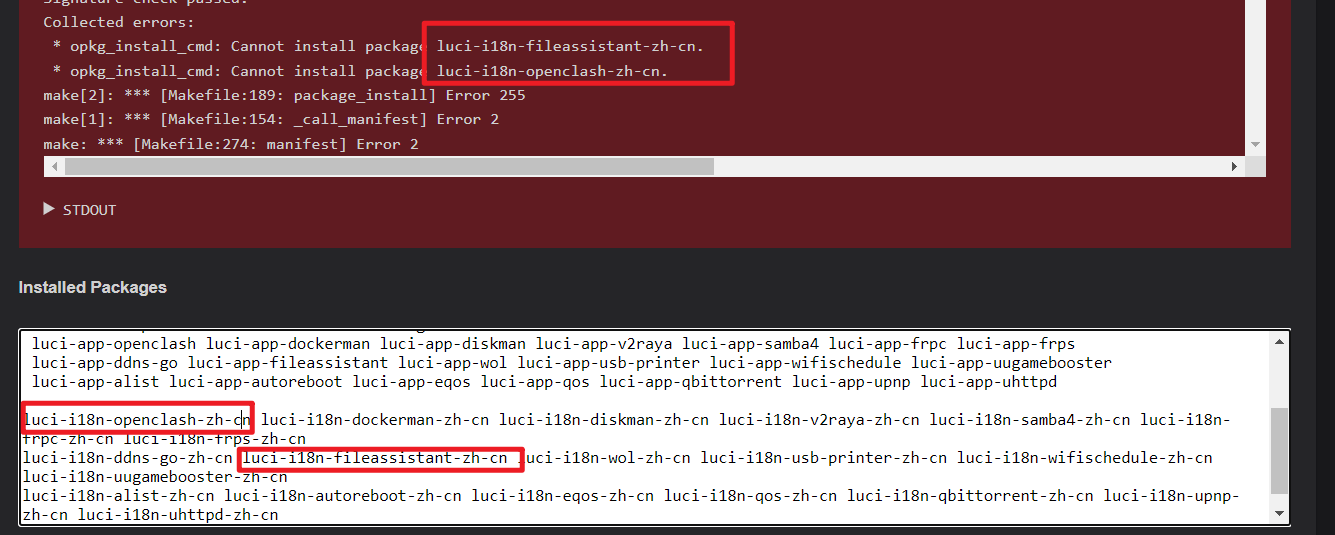 Signature check passed.
Collected errors:
* opkg_install_cmd: Cannot install package luci-i18n-fileassistant-zh-cn.
* opkg_install_cmd: Cannot install package luci-i18n-openclash-zh-cn.
make[2]: *** [Makefile:189: package_install] Error 255
make[1]: *** [Makefile:154: _call_manifest] Error 2
make: *** [Makefile:274: manifest] Error 2
STDOUT
Installed Packages
luci-app-openclash luci-app-dockerman luci-app-diskman luci-app-v2raya luci-app-samba4 luci-app-frpc luci-app-frps
luci-app-ddns-go luci-app-fileassistant luci-app-wol luci-app-usb-printer luci-app-wifischedule luci-app-uugamebooster
luci-app-alist luci-app-autoreboot luci-app-eqos luci-app-qos luci-app-qbittorrent luci-app-upnp luci-app-uhttpd
luci-i18n-openclash-zh-cn luci-i18n-dockerman-zh-cn luci-i18n-diskman-zh-cn luci-i18n-v2raya-zh-cn luci-i18n-samba4-zh-cn luci-i18n-
frpc-zh-cn luci-i18n-frps-zh-cn
luci-i18n-ddns-go-zh-cn luci-i18n-fileassistant-zh-cn luci-i18n-wol-zh-cn luci-i18n-usb-printer-zh-cn luci-i18n-wifischedule-zh-cn
luci-i18n-uugamebooster-zh-cn
luci-i18n-alist-zh-cn luci-i18n-autoreboot-zh-cn luci-i18n-eqos-zh-cn luci-i18n-qos-zh-cn luci-i18n-qbittorrent-zh-cn luci-i18n-upnp-
zh-cn luci-i18n-uhttpd-zh-cn